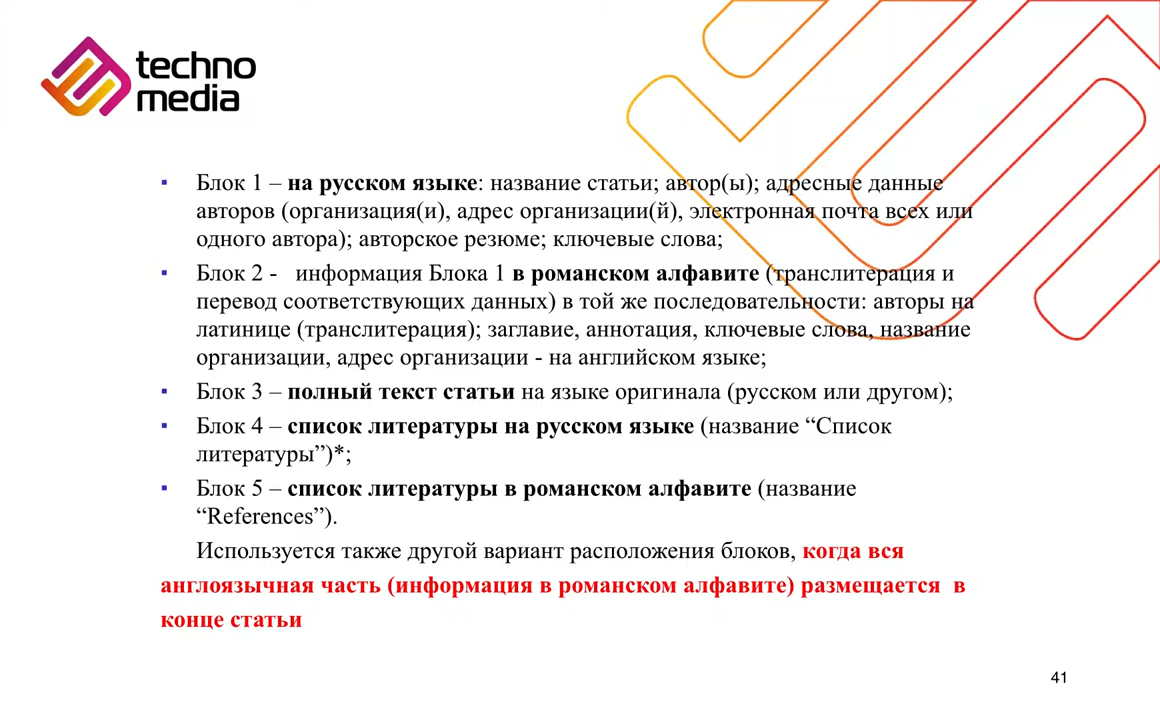 techno
media
▪ Блок 1 – на русском языке: название статьи; автор(ы); адресные данные
авторов (организация(и), адрес организации(й), электронная почта всех или
одного автора); авторское резюме; ключевые слова;
▪ Блок 2 - информация Блока 1 в романском алфавите (транслитерация и
перевод соответствующих данных) в той же последовательности: авторы на
латинице (транслитерация); заглавие, аннотация, ключевые слова, название
организации, адрес организации - на английском языке;
▪ Блок 3 – полный текст статьи на языке оригинала (русском или другом);
▪ Блок 4 – список литературы на русском языке (название “Список
литературы”)*;
▪ Блок 5 – список литературы в романском алфавите (название
“References”).
Используется также другой вариант расположения блоков, когда вся
англоязычная часть (информация в романском алфавите) размещается в
конце статьи
41